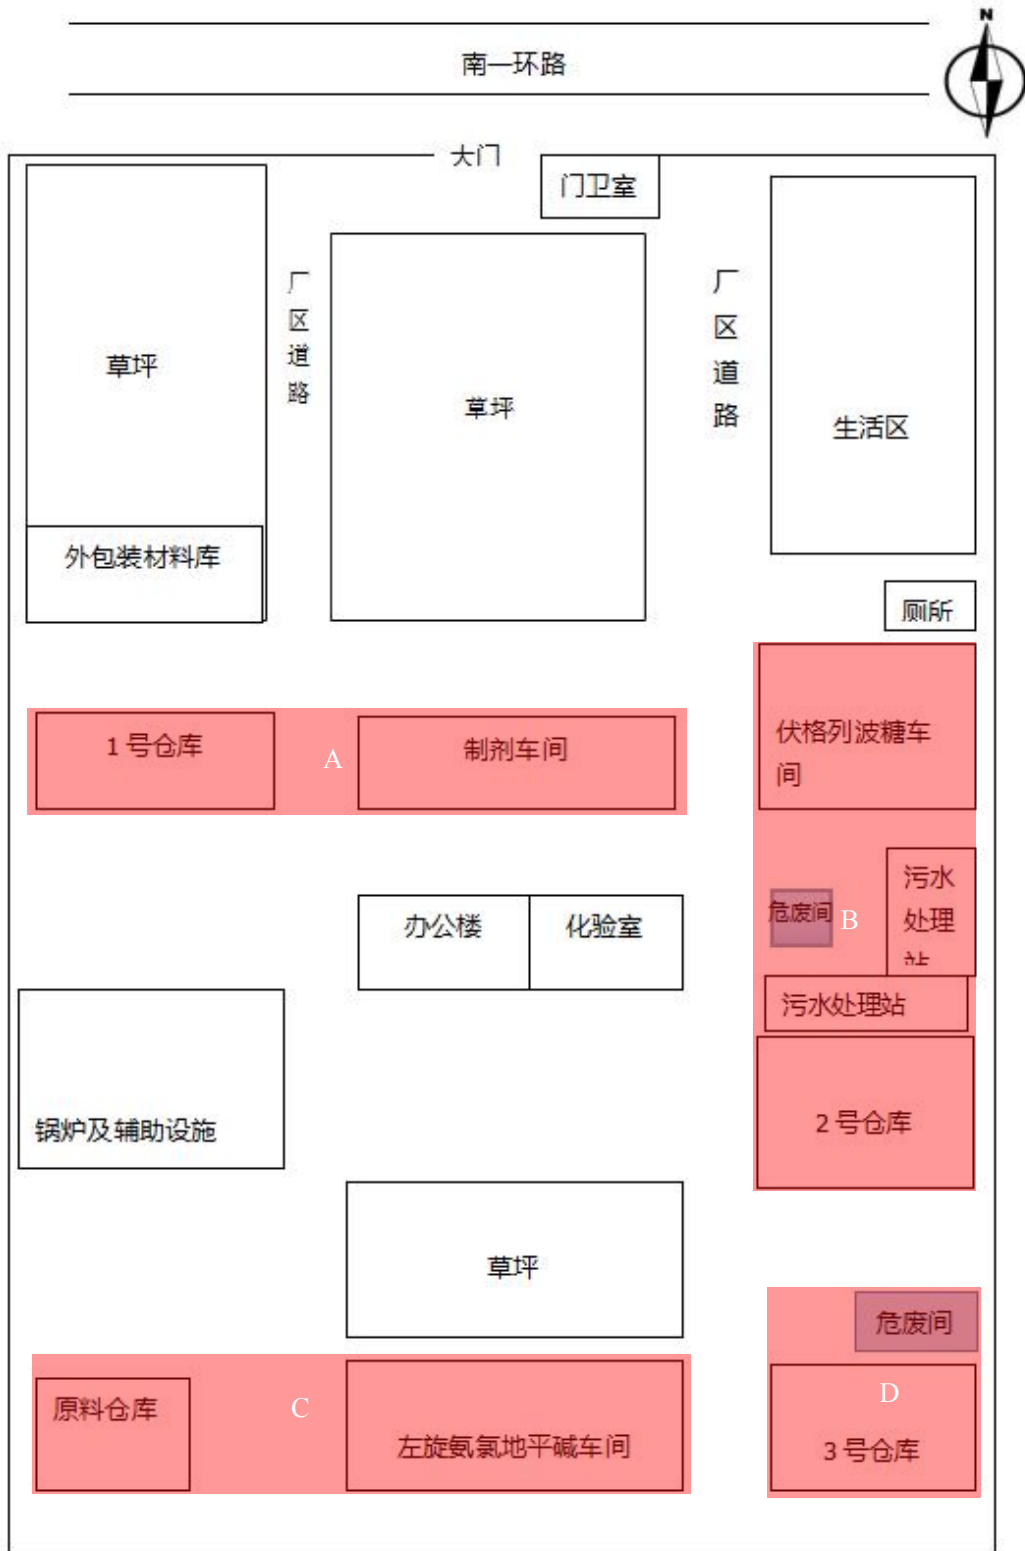 N
南一环路
大门
门卫室
厂区道路
厂区道路
草坪
草坪
生活区
外包装材料库
厕所
1号仓库
A
制剂车间
伏格列波糖车
间
办公楼
化验室
危废间
B
污水
处理
站
污水处理站
锅炉及辅助设施
2号仓库
草坪
危废间
原料仓库
C
左旋氨氯地平碱车间
D
3号仓库